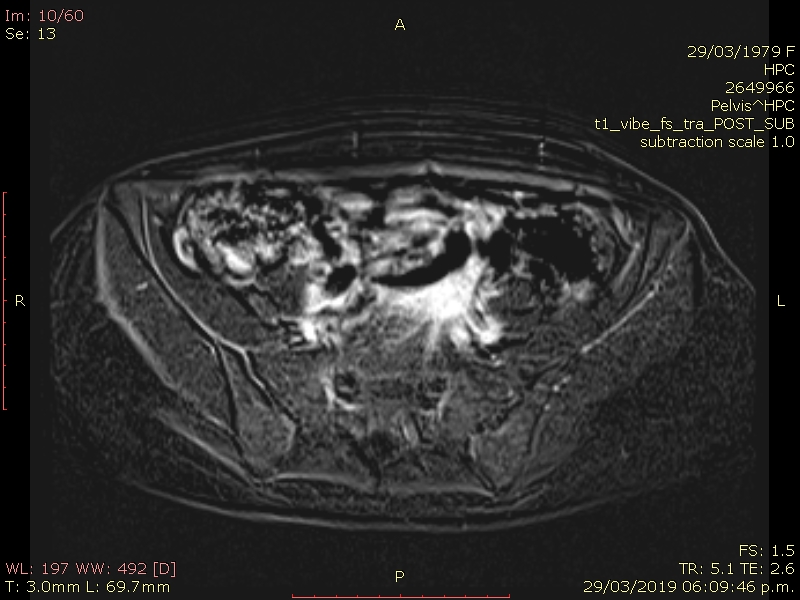 Im: 10/60
Se: 13
A
29/03/1979 F
HPC
2649966
Pelvis^HPC
t1_vibe_fs_tra_POST_SUB
subtraction scale 1.0
R
L
WL: 197 WW: 492 [D]
T: 3.0mm L: 69.7mm
P
FS: 1.5
TR: 5.1 TE: 2.6
29/03/2019 06:09:46 p.m.